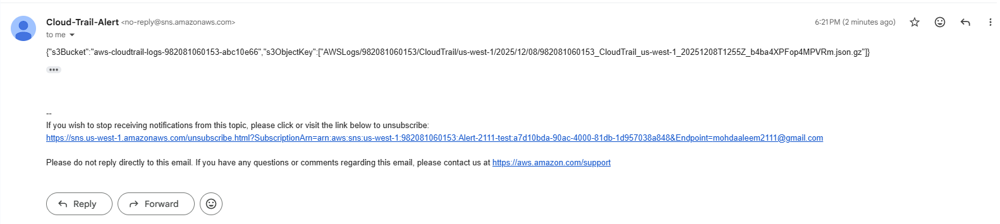 Cloud-Trail-Alert <no-reply@sns.amazonaws.com> 6:21 PM (2 minutes ago)
to me
{"s3Bucket":"aws-cloudtrail-logs-982081060153-abc10e66","s3ObjectKey":["AWSLogs/982081060153/CloudTrail/us-west-1/2025/12/08/982081060153_CloudTrail_us-west-1_20251208T1255Z_b4ba4XPFop4MPVRm.json.gz"]}
--
If you wish to stop receiving notifications from this topic, please click or visit the link below to unsubscribe:
https://sns.us-west-1.amazonaws.com/unsubscribe.html?SubscriptionArn=arn:aws:sns:us-west-1:982081060153:Alert-2111-test:a7d10bda-90ac-4000-81db-1d957038a848&Endpoint=mohdaaleem2111@gmail.com
Please do not reply directly to this email. If you have any questions or comments regarding this email, please contact us at https://aws.amazon.com/support
Reply Forward